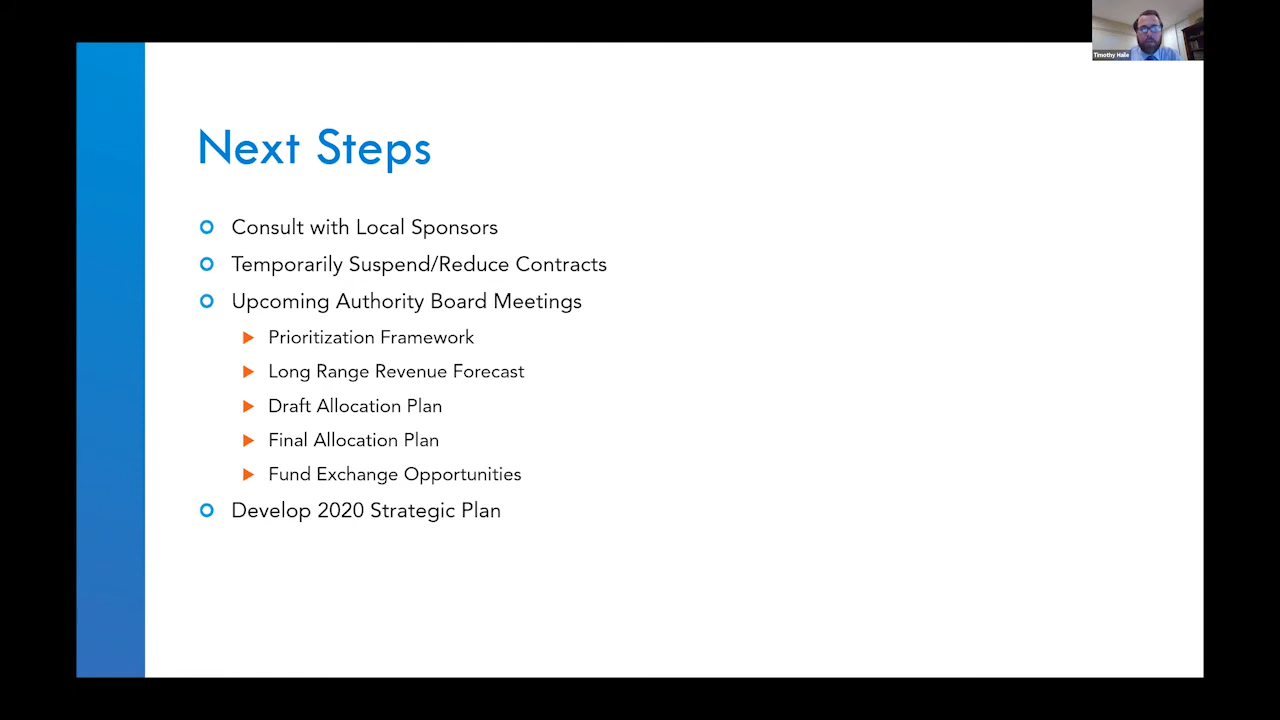 Timothy Haile
Next Steps
Consult with Local Sponsors
Temporarily Suspend/Reduce Contracts
Upcoming Authority Board Meetings
Prioritization Framework
Long Range Revenue Forecast
Draft Allocation Plan
Final Allocation Plan
Fund Exchange Opportunities
Develop 2020 Strategic Plan